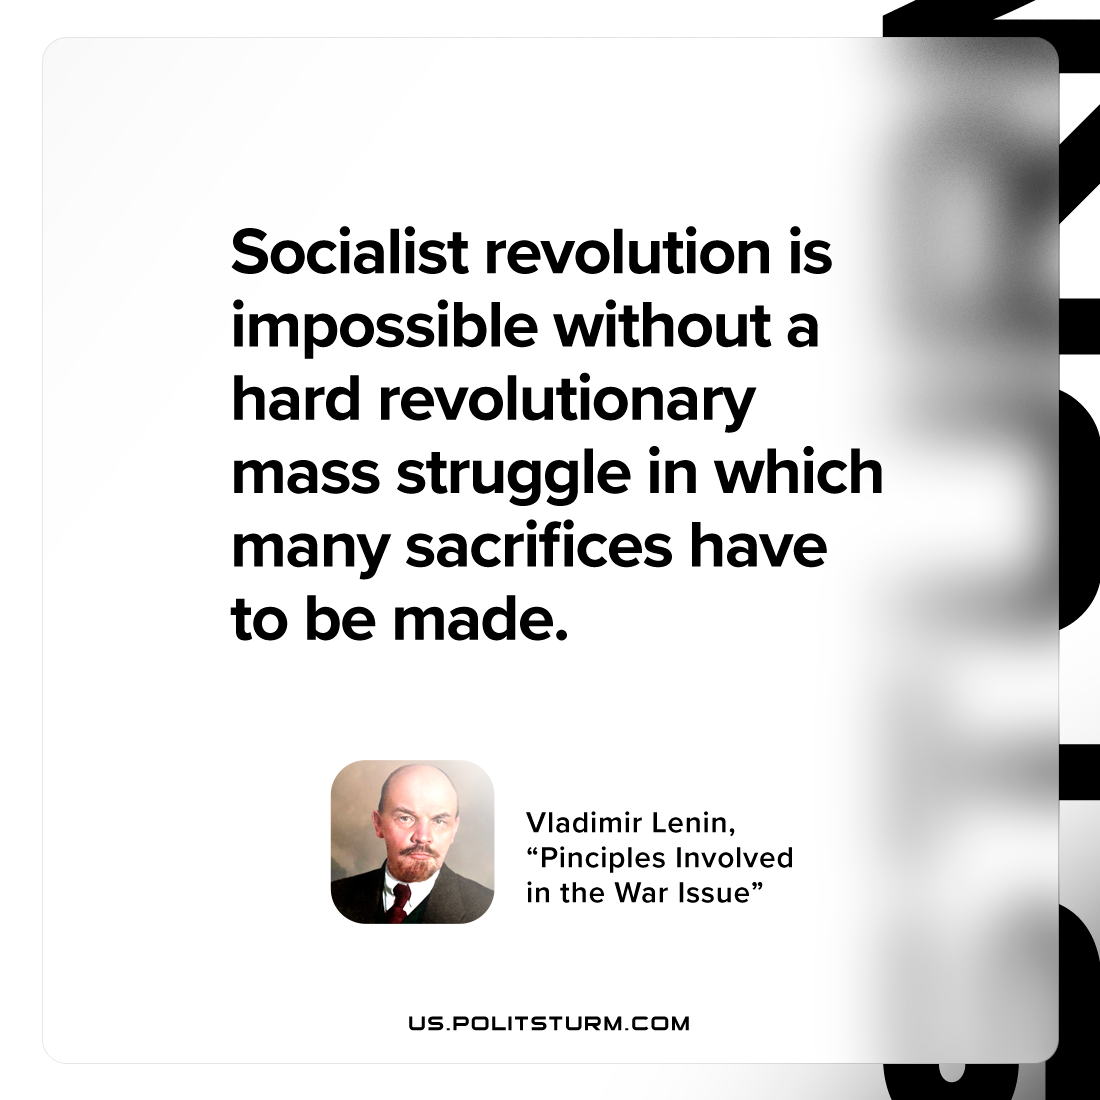 Socialist revolution is
impossible without a
hard revolutionary
mass struggle in which
many sacrifices have
to be made.
Vladimir Lenin,
“Pinciples Involved
in the War Issue”
US.POLITSTURM.COM